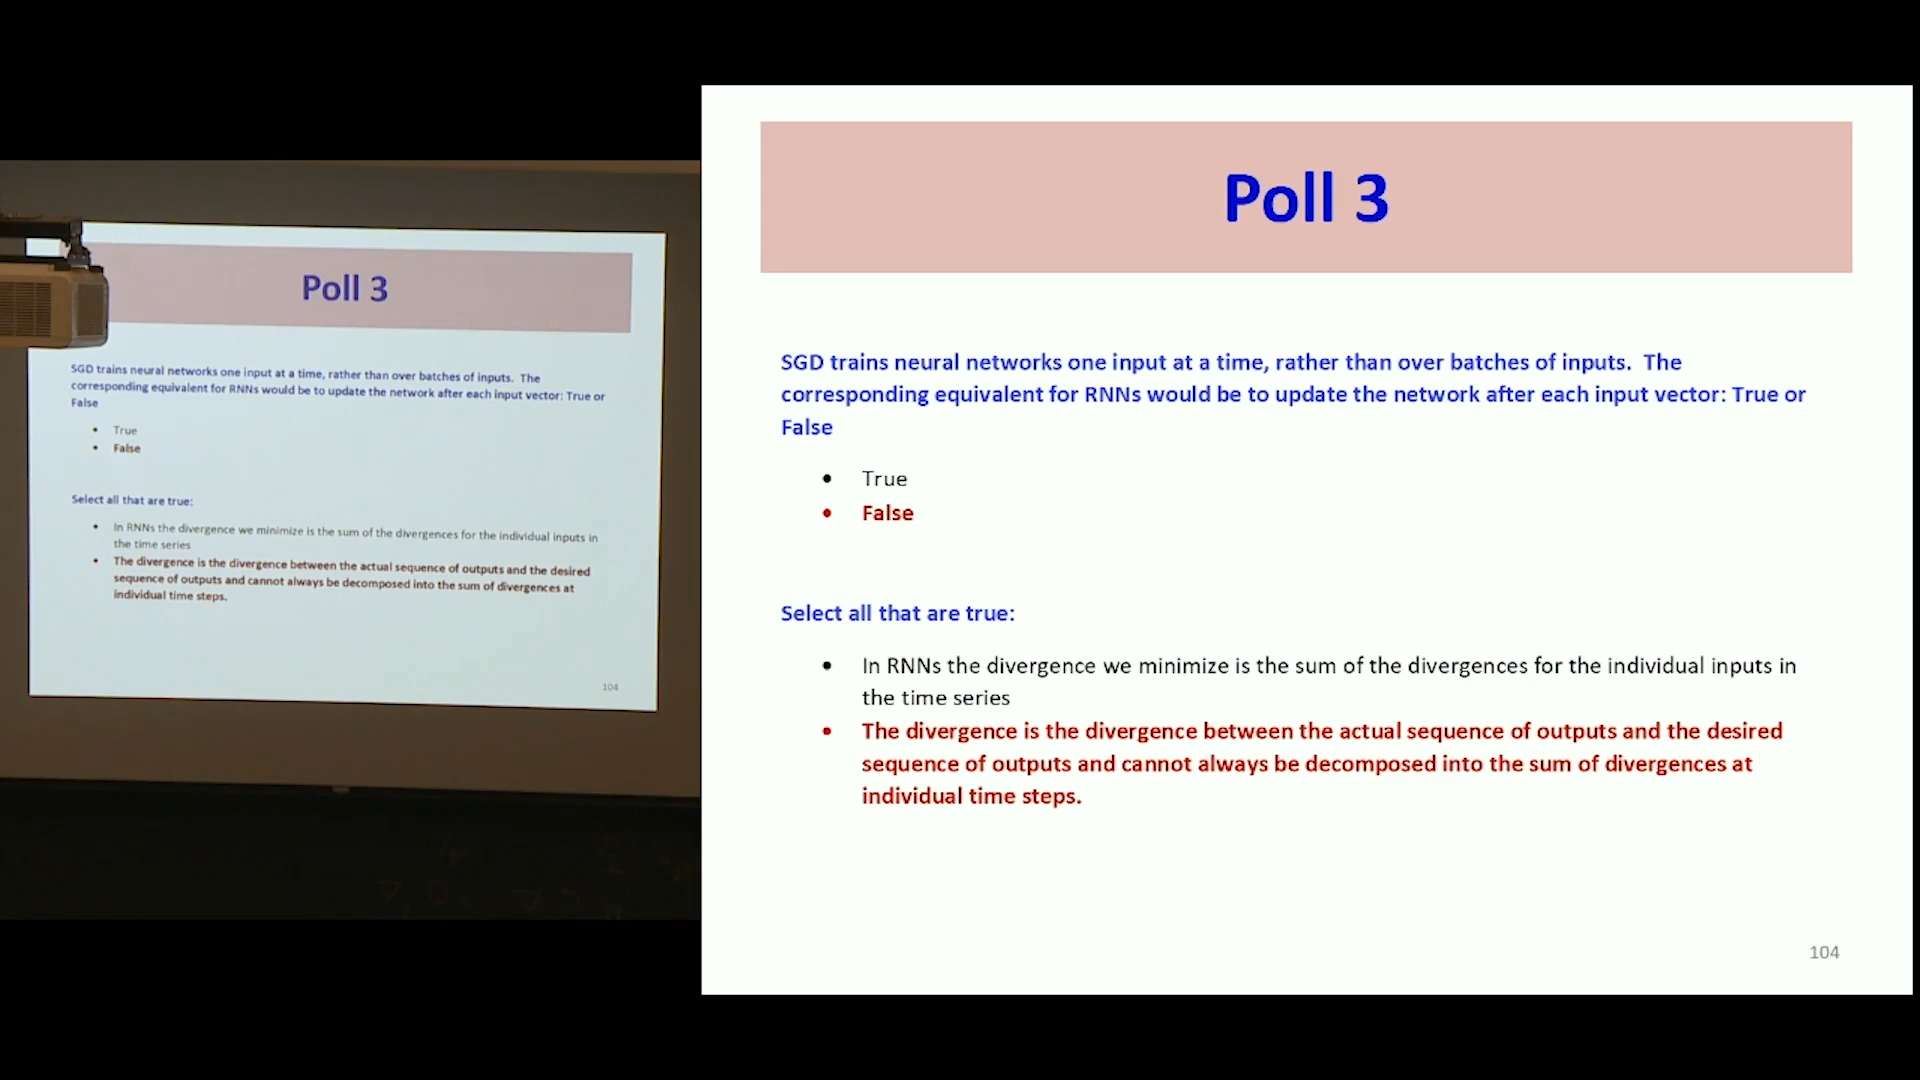 Poll 3
SGD trains neural networks one input at a time, rather than over batches of inputs. The
corresponding equivalent for RNNs would be to update the network after each input vector: True or
False
• True
• False
Select all that are true:
• In RNNs the divergence we minimize is the sum of the divergences for the individual inputs in
the time series
• The divergence is the divergence between the actual sequence of outputs and the desired
sequence of outputs and cannot always be decomposed into the sum of divergences at
individual time steps.
104
Poll 3
SGD trains neural networks one input at a time, rather than over batches of inputs. The
corresponding equivalent for RNNs would be to update the network after each input vector: True or
False
• True
• False
Select all that are true:
• In RNNs the divergence we minimize is the sum of the divergences for the individual inputs in
the time series
• The divergence is the divergence between the actual sequence of outputs and the desired
sequence of outputs and cannot always be decomposed into the sum of divergences at
individual time steps.
104